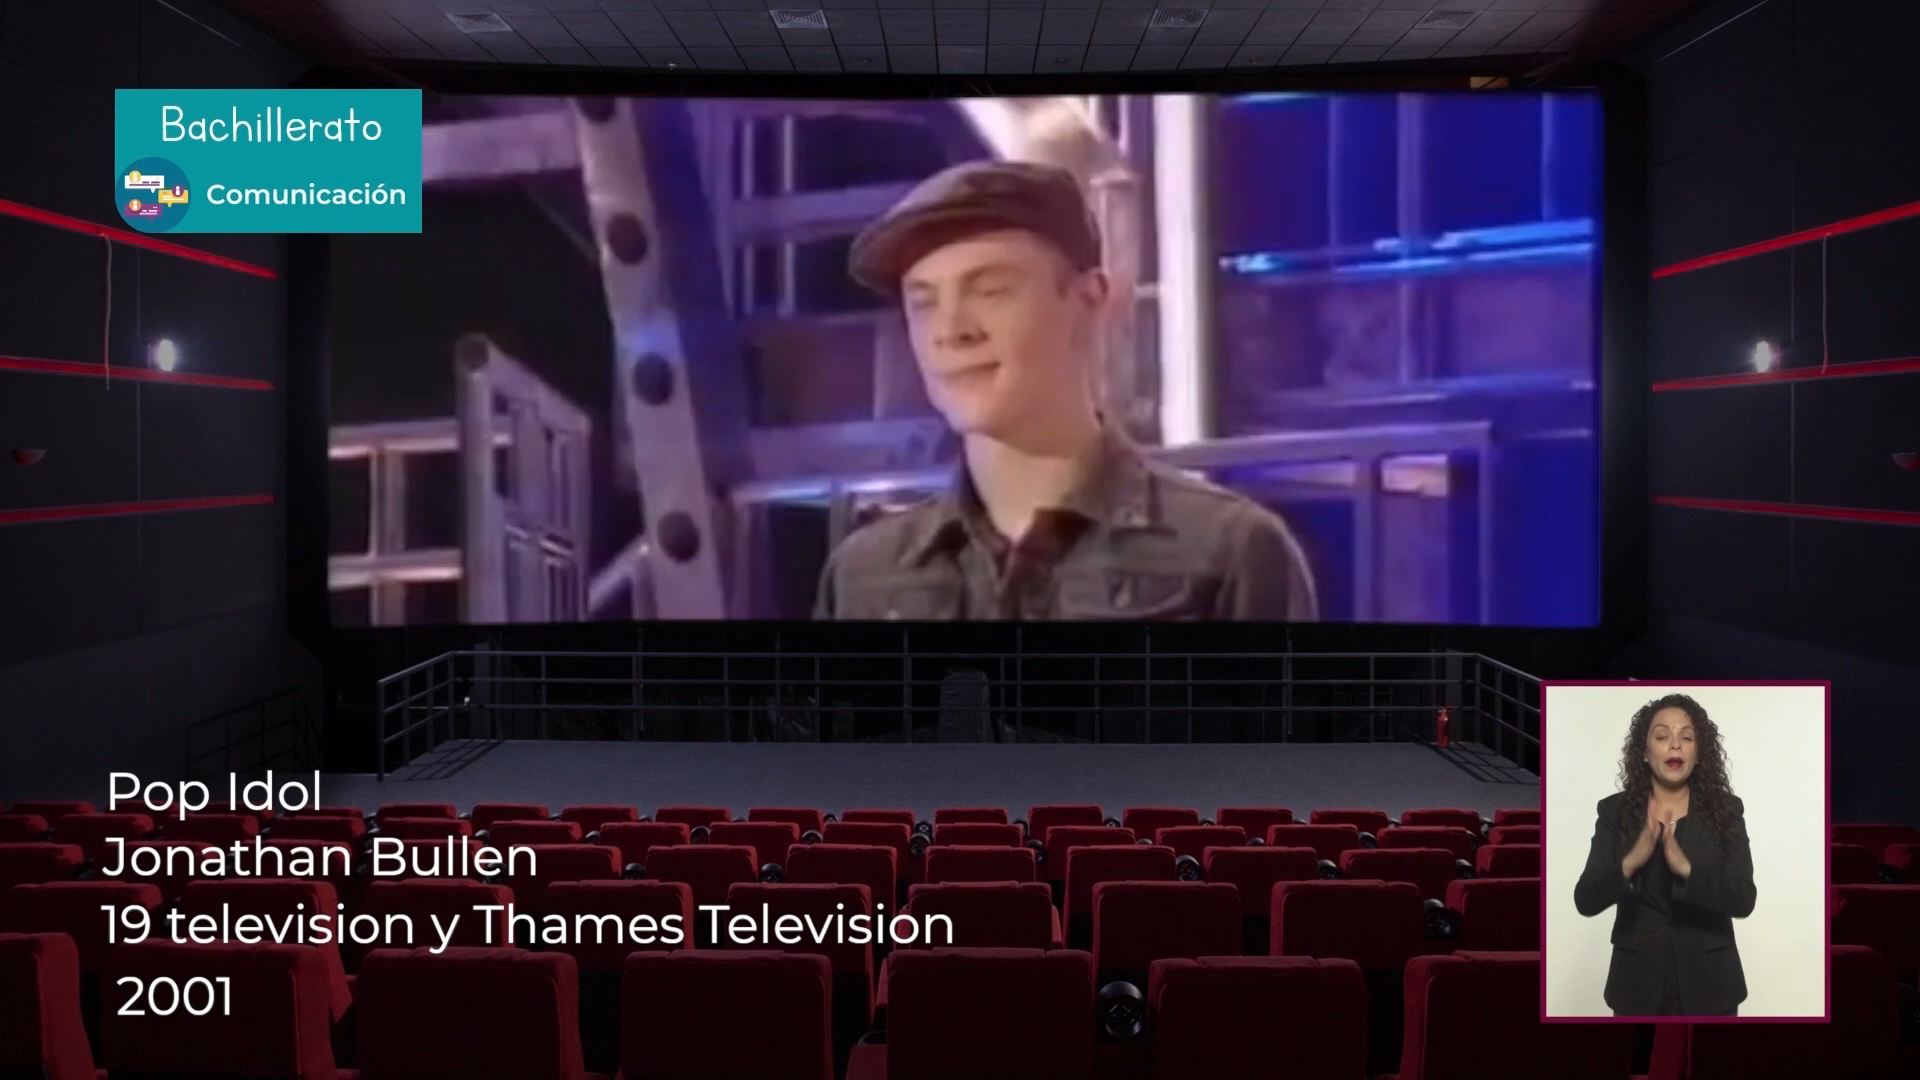 Bachillerato
Comunicación
Pop Idol
Jonathan Bullen
19 television y Thames Television
2001